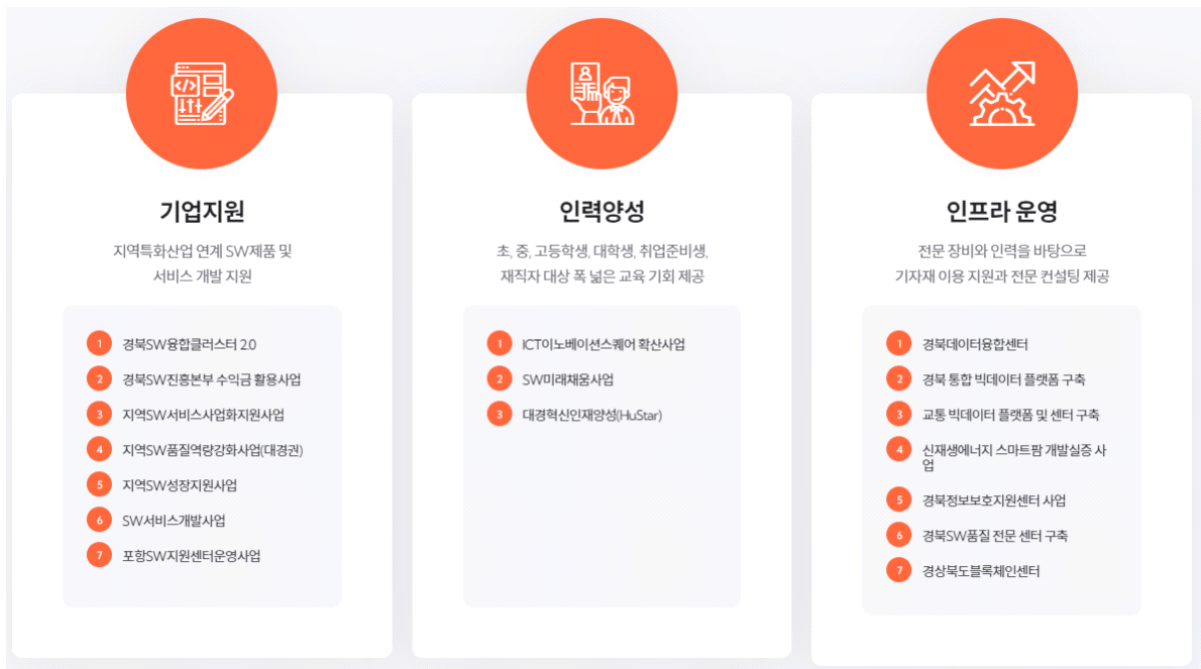 기업지원
지역특화산업 연계 SW제품 및
서비스 개발 지원
1 경북SW융합클러스터 2.0
2 경북SW진흥본부 수익금 활용사업
3 지역SW서비스사업화지원사업
4 지역SW품질역량강화사업(대경권)
5 지역SW성장지원사업
6 SW서비스개발사업
7 포항SW지원센터운영사업
인력양성
초, 중, 고등학생, 대학생, 취업준비생,
재직자 대상 폭 넓은 교육 기회 제공
1 ICT이노베이션스퀘어 확산사업
2 SW미래채움사업
3 대경혁신인재양성(HuStar)
인프라 운영
전문 장비와 인력을 바탕으로
기자재 이용 지원과 전문 컨설팅 제공
1 경북데이터융합센터
2 경북 통합 빅데이터 플랫폼 구축
3 교통 빅데이터 플랫폼 및 센터 구축
4 신재생에너지 스마트팜 개발실증 사
업
5 경북정보보호지원센터 사업
6 경북SW품질 전문 센터 구축
7 경상북도블록체인센터